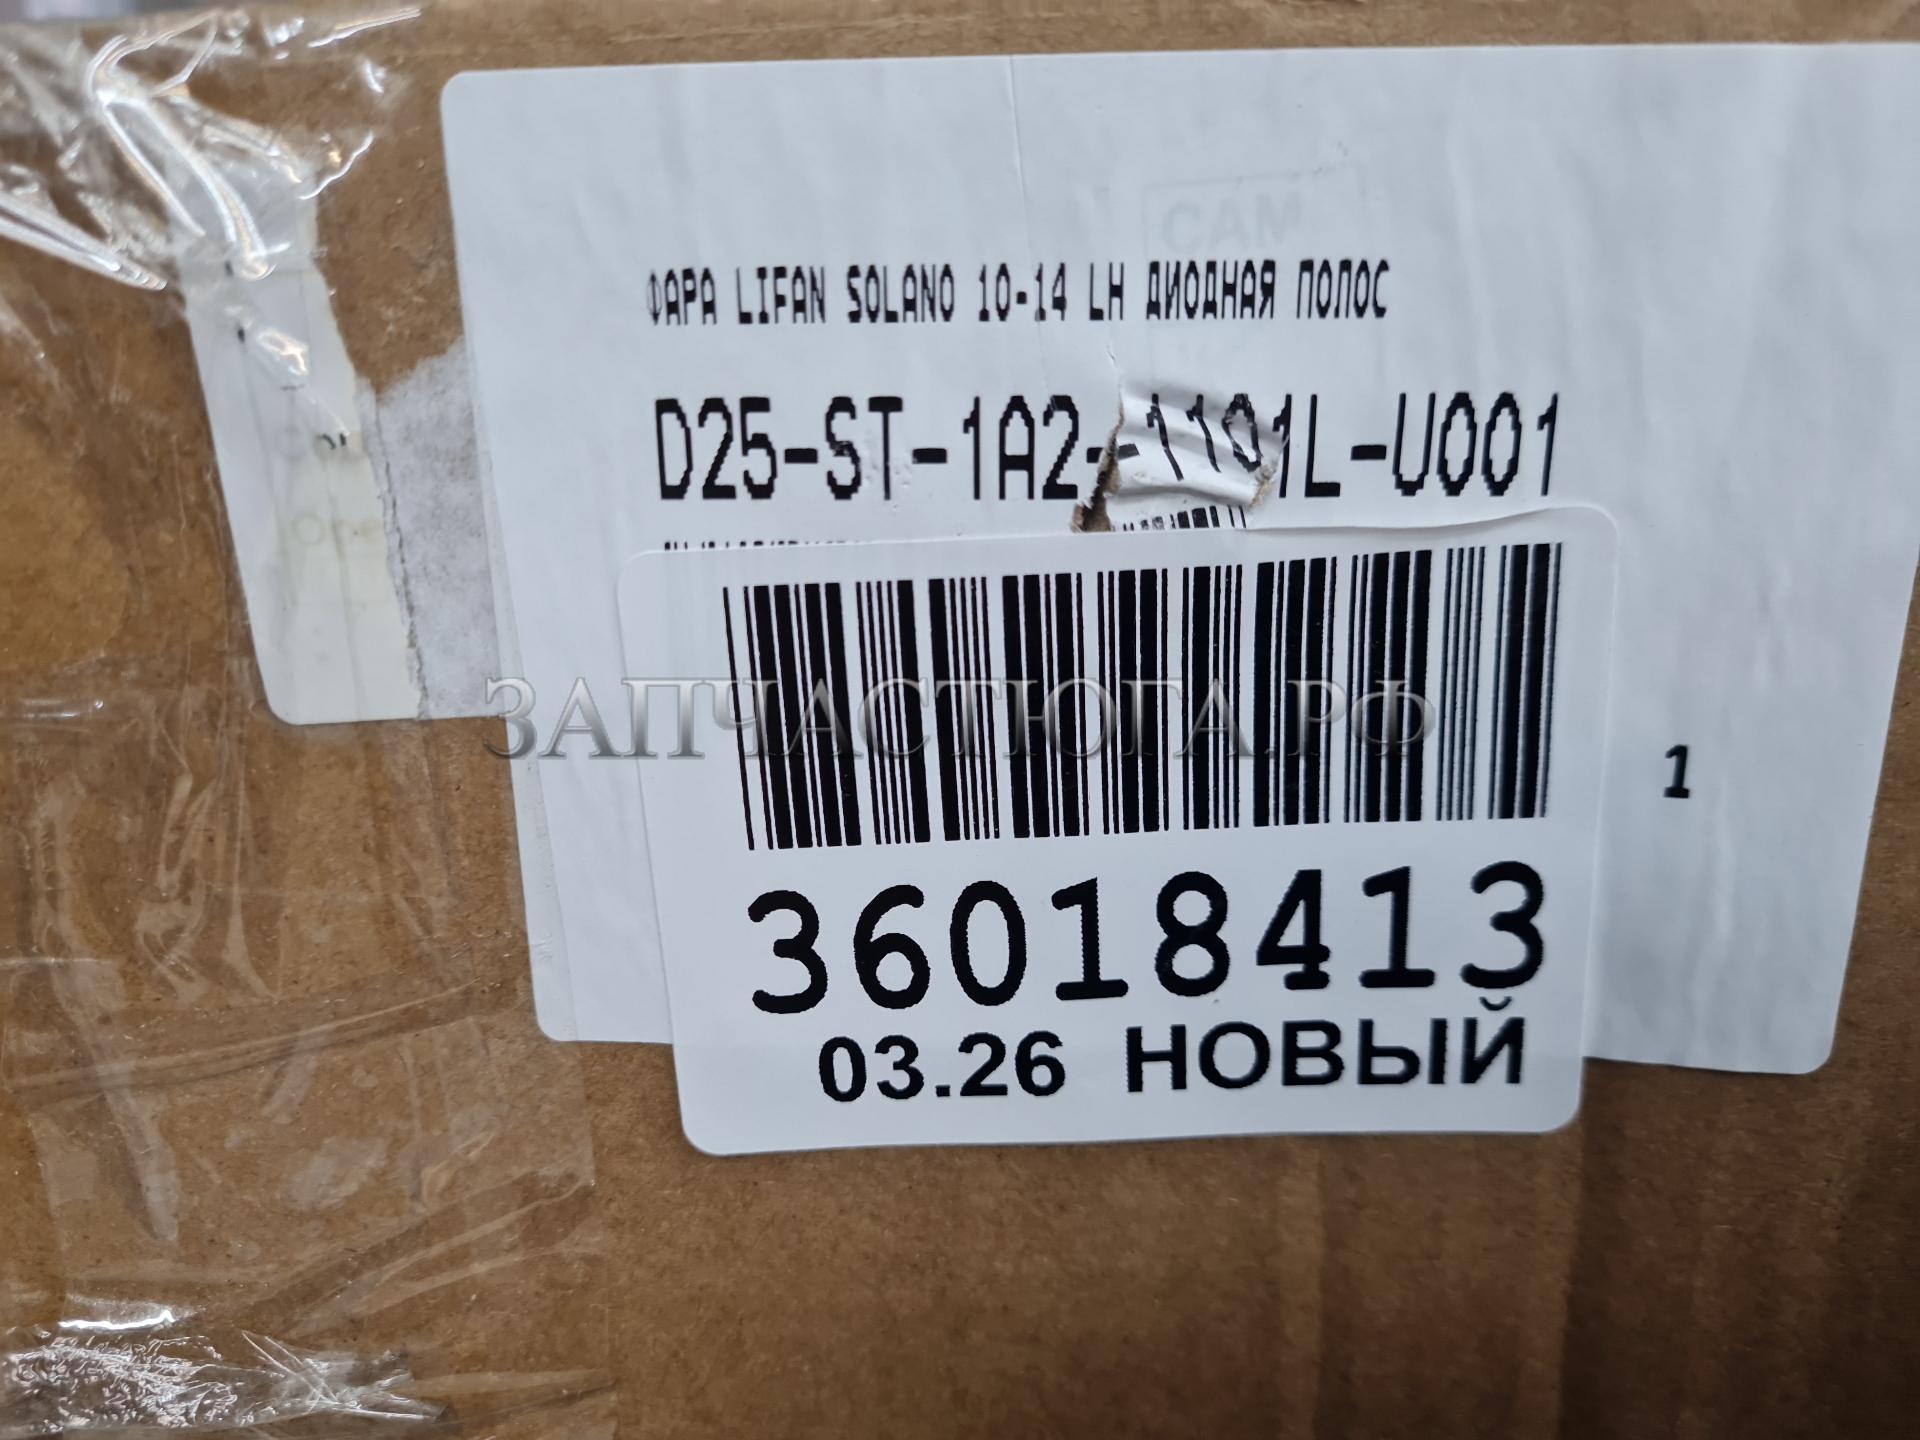 ФАРА LIFAN SOLANO 10-14 LH ДИОДНАЯ ПОЛОС
D25-ST-1A2--1101L-U001
ЗАПЧАСТЮГА.РФ
1
36018413
03.26 НОВЫЙ